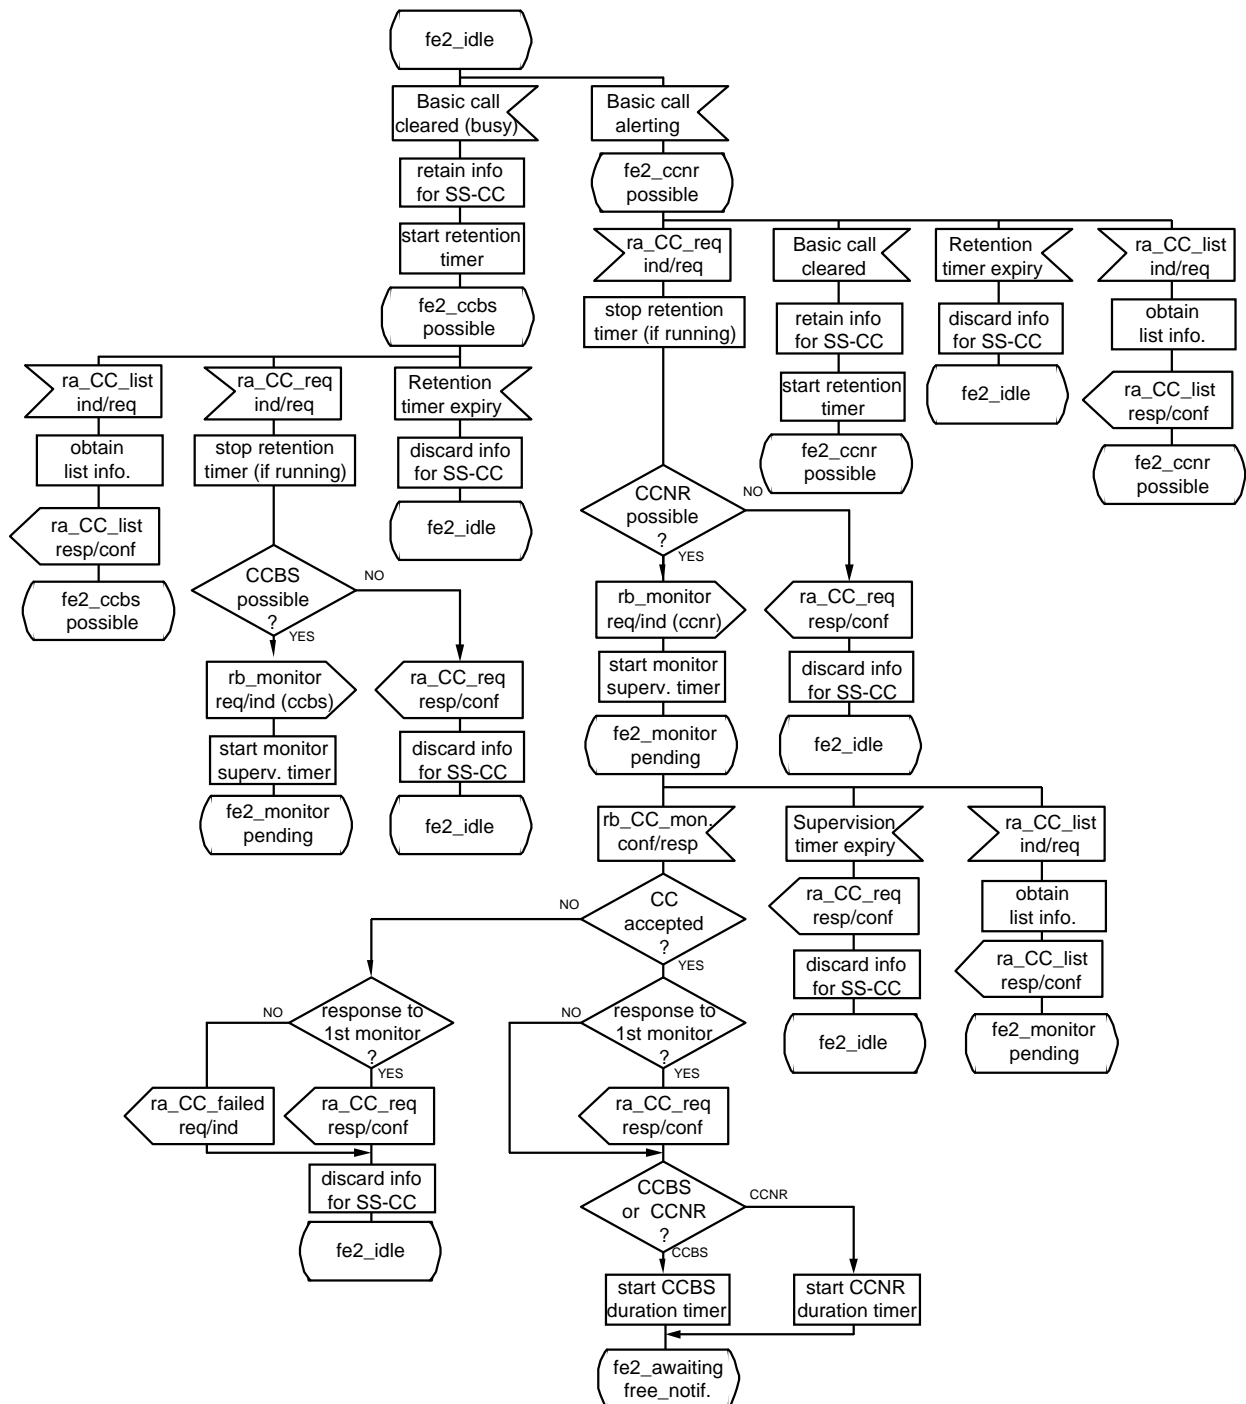 fe2_idle
Basic call
cleared (busy)
Basic call
alerting
retain info
for SS-CC
fe2_ccnr
possible
start retention
timer
ra_CC_req
ind/req
Basic call
cleared
Retention
timer expiry
ra_CC_list
ind/req
fe2_ccbs
possible
stop retention
timer (if running)
retain info
for SS-CC
discard info
for SS-CC
obtain
list info.
ra_CC_list
ind/req
ra_CC_req
ind/req
Retention
timer expiry
start retention
timer
fe2_idle
ra_CC_list
resp/conf
obtain
list info.
stop retention
timer (if running)
discard info
for SS-CC
fe2_ccnr
possible
fe2_ccnr
possible
CCNR
possible
?
NO
YES
ra_CC_list
resp/conf
fe2_idle
CCBS
possible
?
NO
YES
fe2_ccbs
possible
rb_monitor
req/ind (ccnr)
ra_CC_req
resp/conf
rb_monitor
req/ind (ccbs)
ra_CC_req
resp/conf
start monitor
superv. timer
discard info
for SS-CC
start monitor
superv. timer
discard info
for SS-CC
fe2_monitor
pending
fe2_idle
fe2_monitor
pending
fe2_idle
rb_CC_mon.
conf/resp
Supervision
timer expiry
ra_CC_list
ind/req
CC
accepted
?
NO
YES
ra_CC_req
resp/conf
obtain
list info.
discard info
for SS-CC
ra_CC_list
resp/conf
response to
1st monitor
?
NO
YES
response to
1st monitor
?
NO
YES
fe2_idle
fe2_monitor
pending
ra_CC_failed
req/ind
ra_CC_req
resp/conf
ra_CC_req
resp/conf
discard info
for SS-CC
CCBS
or CCNR
?
CCNR
CCBS
fe2_idle
start CCBS
duration timer
start CCNR
duration timer
fe2_awaiting
free_notif.